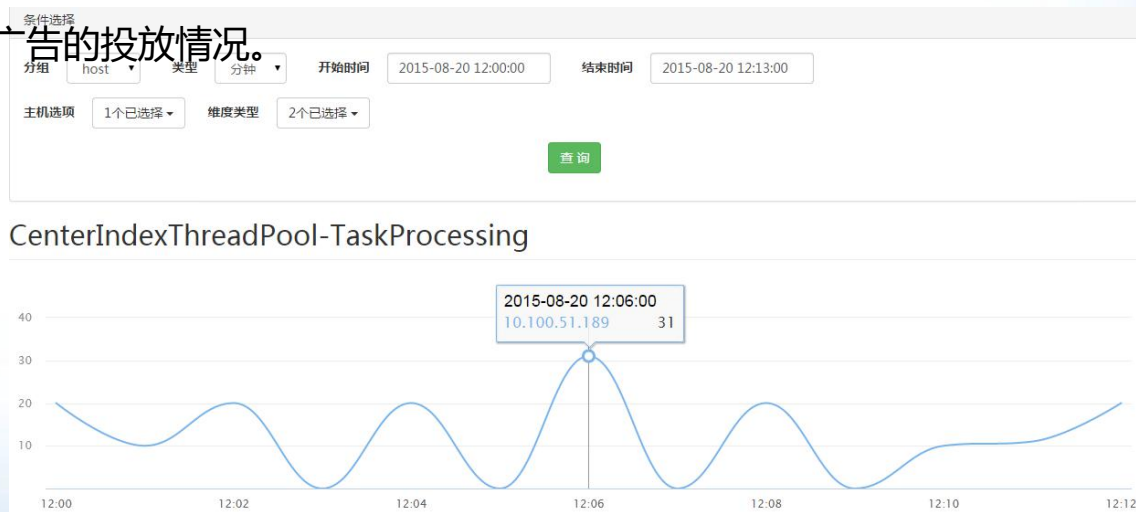 条件选择
广告的投放情况。
分组 host 类型 分钟 开始时间 2015-08-20 12:00:00 结束时间 2015-08-20 12:13:00
主机选项 1个已选择 维度类型 2个已选择
查询
CenterIndexThreadPool-TaskProcessing
2015-08-20 12:06:00
10.100.51.189 31
40
30
20
10
12:00 12:02 12:04 12:06 12:08 12:10 12:12